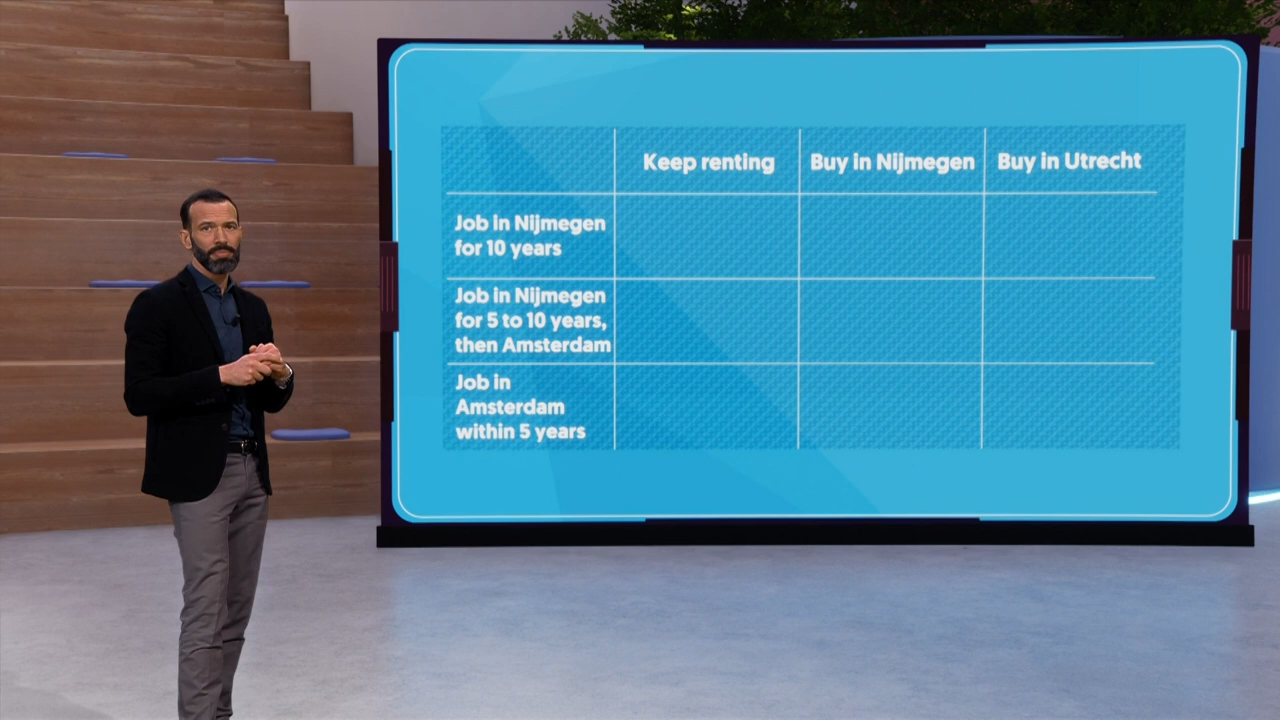 Keep renting
Buy in Nijmegen
Buy in Utrecht
Job in Nijmegen
for 10 years
Job in Nijmegen
for 5 to 10 years,
then Amsterdam
Job in
Amsterdam
within 5 years